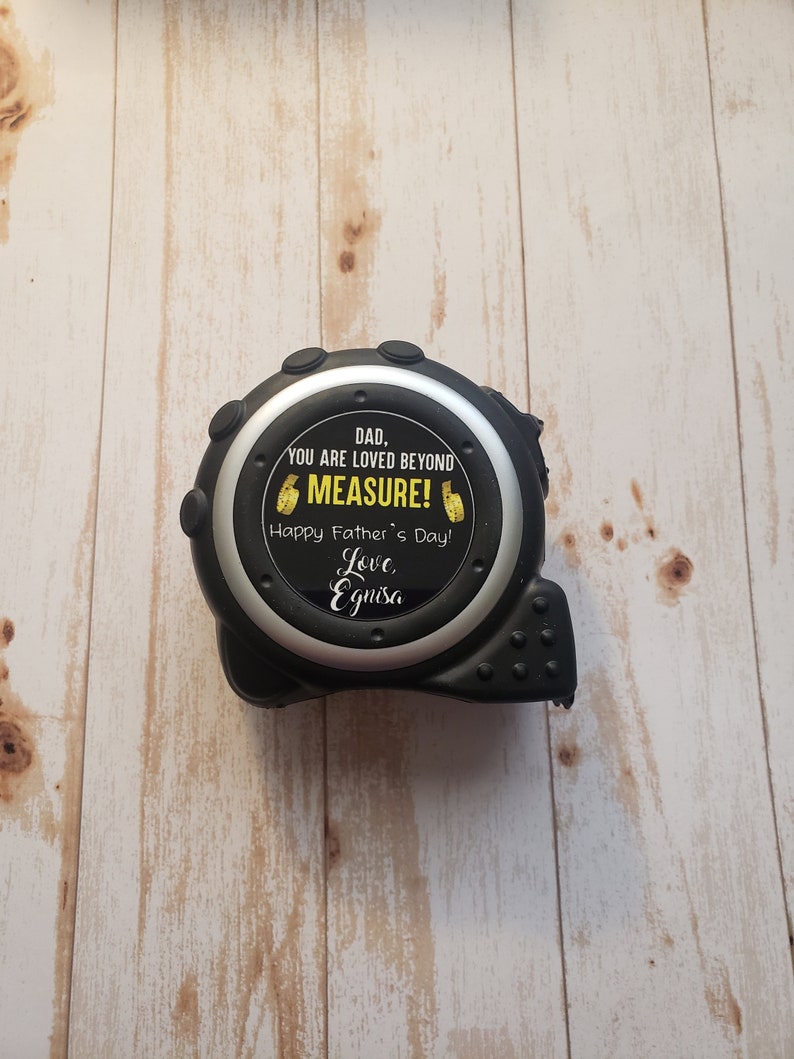 DAD,
YOU ARE LOVED BEYOND
MEASURE!
Happy Father`s Day!
Love,
Egnisa